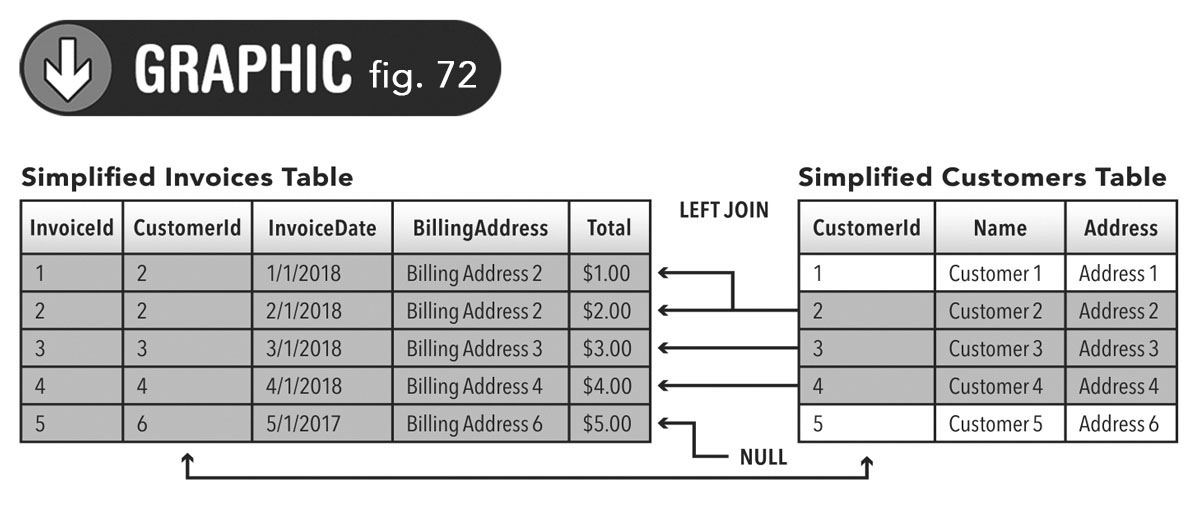 GRAPHIC fig. 72
Simplified Invoices Table
InvoiceId CustomerId InvoiceDate BillingAddress Total
1 2 1/1/2018 Billing Address 2 $1.00
2 2 2/1/2018 Billing Address 2 $2.00
3 3 3/1/2018 Billing Address 3 $3.00
4 4 4/1/2018 Billing Address 4 $4.00
5 6 5/1/2017 Billing Address 6 $5.00
LEFT JOIN
NULL
Simplified Customers Table
CustomerId Name Address
1 Customer 1 Address 1
2 Customer 2 Address 2
3 Customer 3 Address 3
4 Customer 4 Address 4
5 Customer 5 Address 6